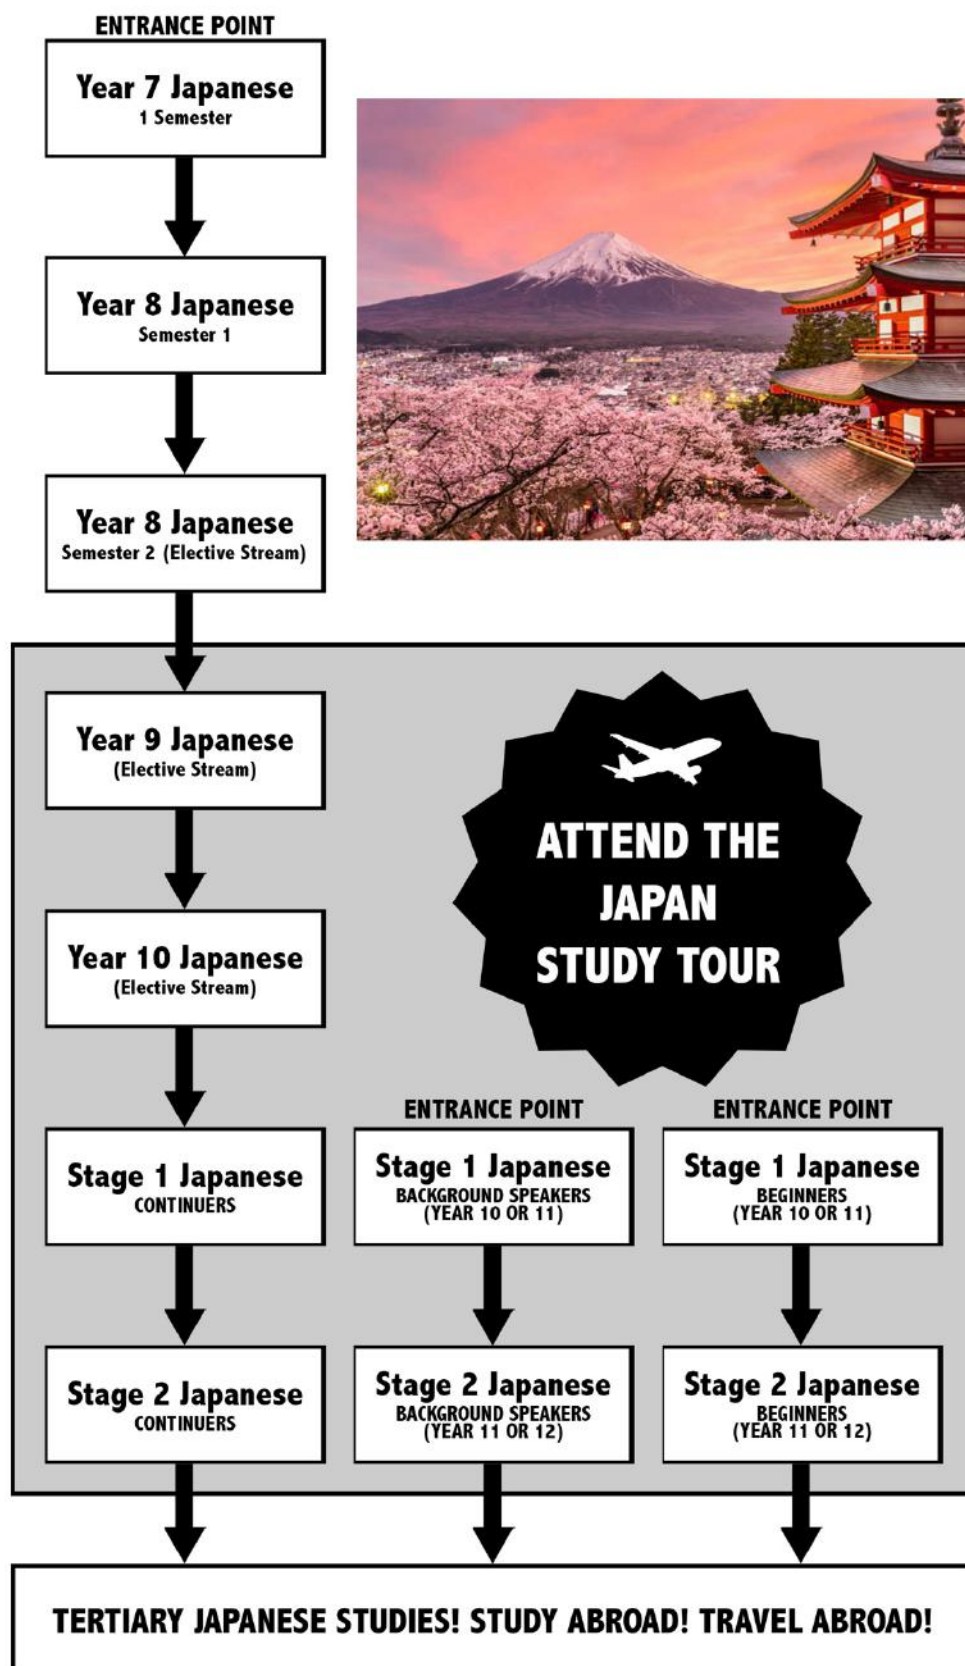 ENTRANCE POINT
Year 7 Japanese
1 Semester
Year 8 Japanese
Semester 1
Year 8 Japanese
Semester 2 (Elective Stream)
Year 9 Japanese
(Elective Stream)
Year 10 Japanese
(Elective Stream)
ATTEND THE
JAPAN
STUDY TOUR
Stage 1 Japanese
CONTINUERS
ENTRANCE POINT
Stage 1 Japanese
BACKGROUND SPEAKERS
(YEAR 10 OR 11)
ENTRANCE POINT
Stage 1 Japanese
BEGINNERS
(YEAR 10 OR 11)
Stage 2 Japanese
CONTINUERS
Stage 2 Japanese
BACKGROUND SPEAKERS
(YEAR 11 OR 12)
Stage 2 Japanese
BEGINNERS
(YEAR 11 OR 12)
TERTIARY JAPANESE STUDIES! STUDY ABROAD! TRAVEL ABROAD!